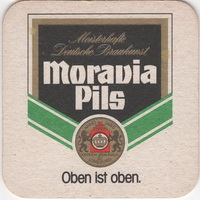 Meisterhafte
Deutsche Braukunst
Moravia
Pils
Oben ist oben.